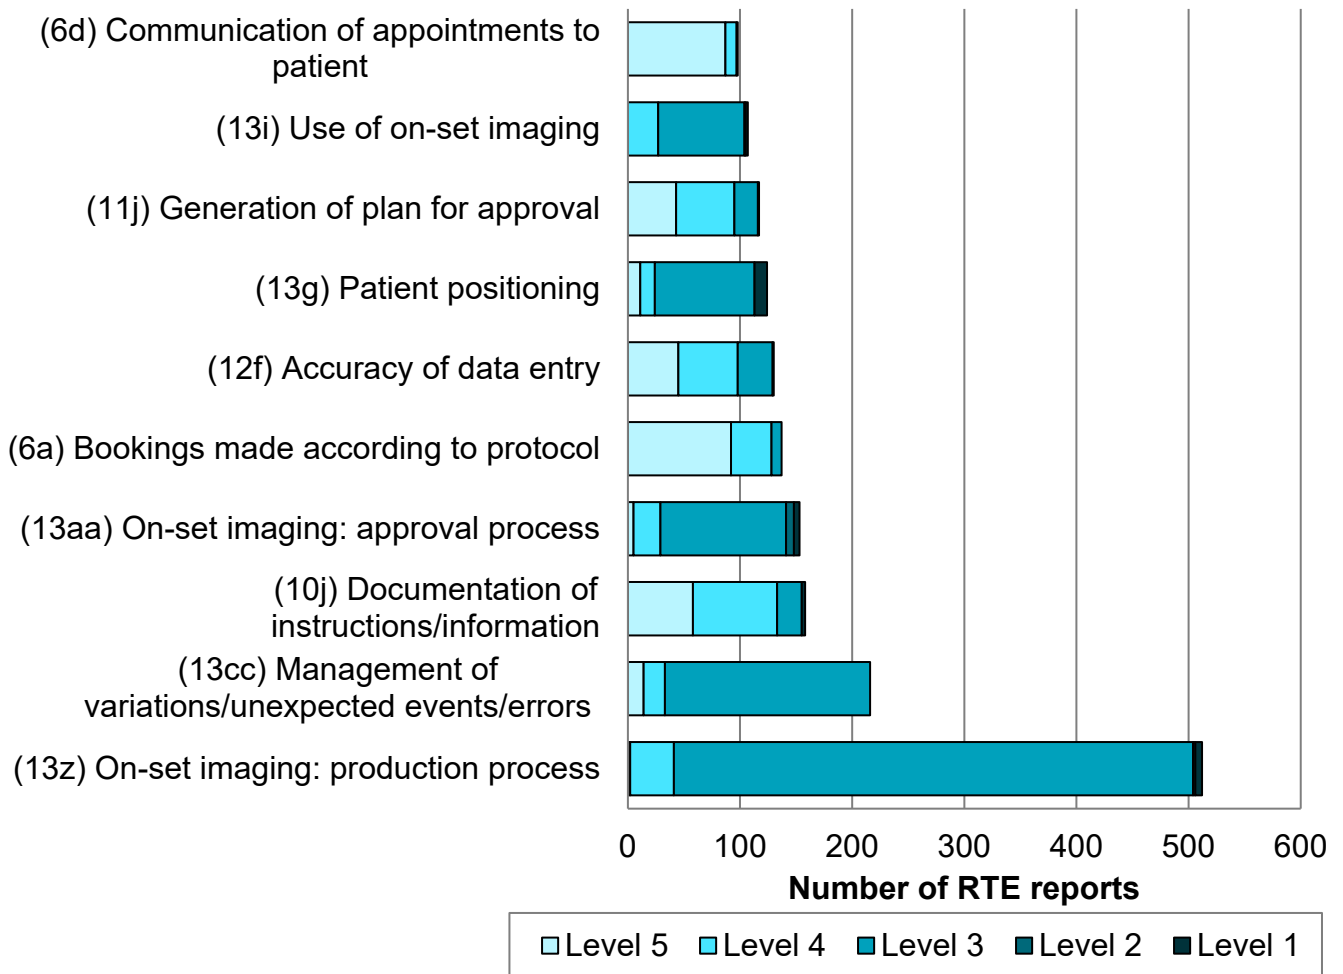 (6d) Communication of appointments to
patient
(13i) Use of on-set imaging
(11j) Generation of plan for approval
(13g) Patient positioning
(12f) Accuracy of data entry
(6a) Bookings made according to protocol
(13aa) On-set imaging: approval process
(10j) Documentation of
instructions/information
(13cc) Management of
variations/unexpected events/errors
(13z) On-set imaging: production process
0 100 200 300 400 500 600
Number of RTE reports
Level 5 Level 4 Level 3 Level 2 Level 1